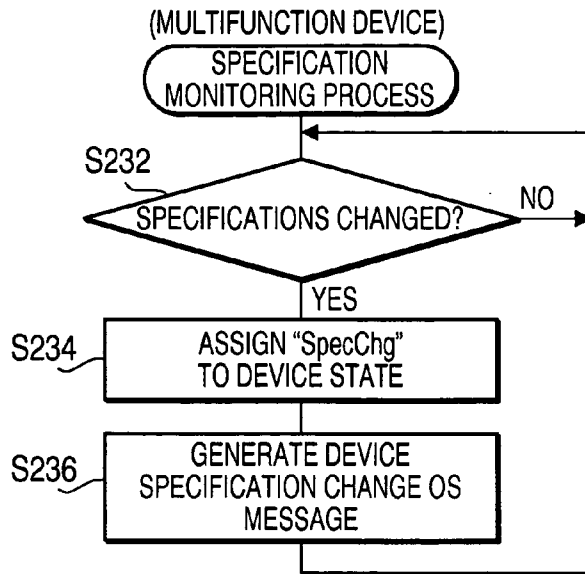 (MULTIFUNCTION DEVICE)
SPECIFICATION
MONITORING PROCESS
S232
SPECIFICATIONS CHANGED?
NO
YES
S234
ASSIGN “SpecChg”
TO DEVICE STATE
S236
GENERATE DEVICE
SPECIFICATION CHANGE OS
MESSAGE